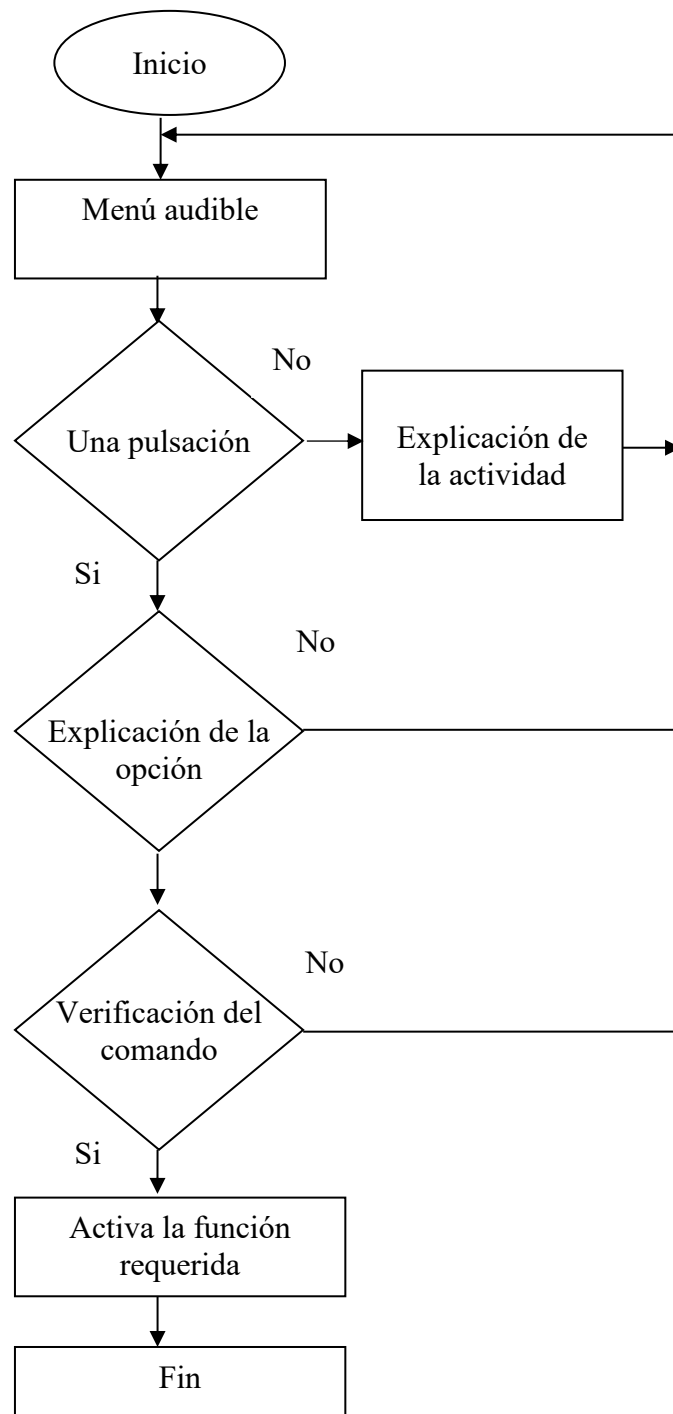 Inicio
Menú audible
No
Una pulsación
Explicación de
la actividad
Si
No
Explicación de la
opción
No
Verificación del
comando
Si
Activa la función
requerida
Fin